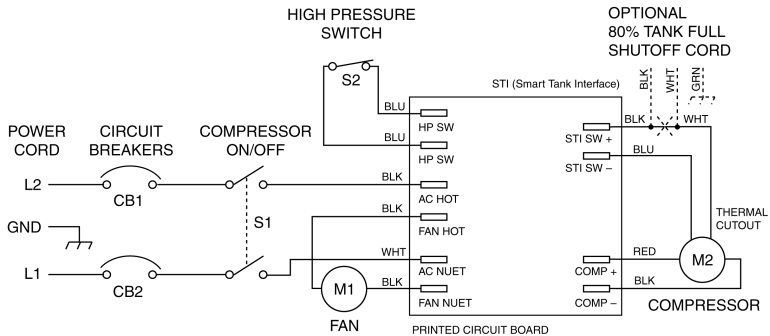 HIGH PRESSURE
SWITCH
S2
OPTIONAL
80% TANK FULL
SHUTOFF CORD
BLK
WHT
GRN
STI (Smart Tank Interface)
POWER
CORD
CIRCUIT
BREAKERS
COMPRESSOR
ON/OFF
BLU
HP SW
BLU
HP SW
BLK
WHT
STI SW +
BLU
STI SW –
L2
CB1
BLK
AC HOT
S1
BLK
FAN HOT
GND
THERMAL
CUTOUT
L1
CB2
WHT
AC NUET
M1
BLK
FAN NUET
FAN
RED
COMP +
M2
BLK
COMP –
COMPRESSOR
PRINTED CIRCUIT BOARD